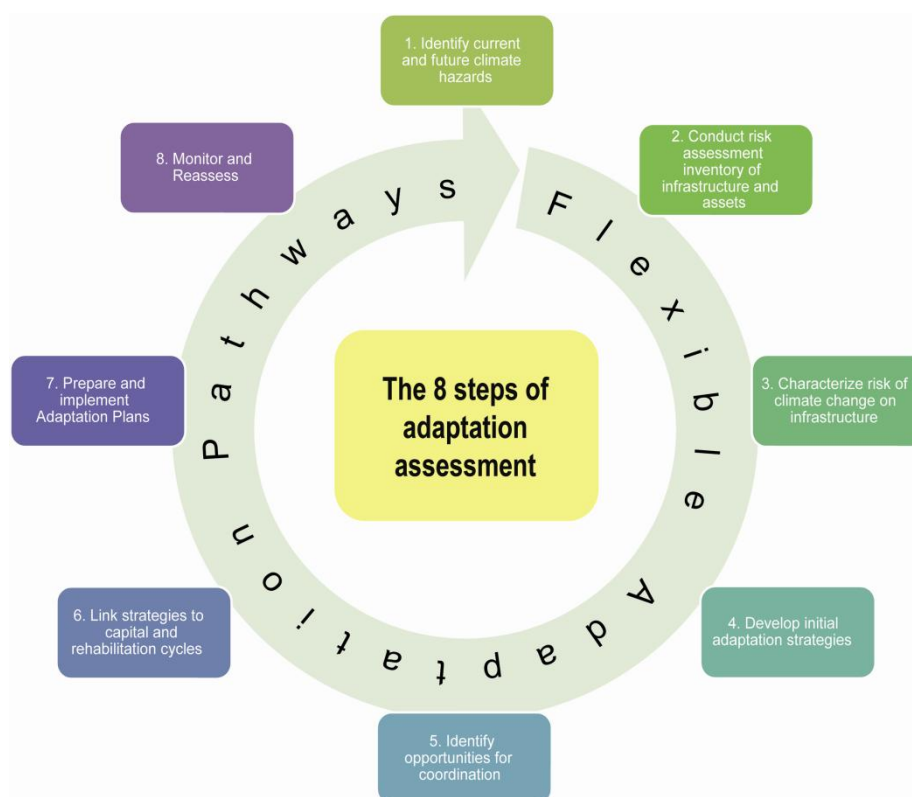 1. Identify current
and future climate
hazards
2. Conduct risk
assessment
inventory of
infrastructure and
assets
3. Characterize risk
of climate change on
infrastructure
4. Develop initial
adaptation strategies
5. Identify
opportunities for
coordination
6. Link strategies to
capital and
rehabilitation cycles
7. Prepare and
implement
Adaptation Plans
8. Monitor and
Reassess
Flexible Adaptation Pathways
The 8 steps of
adaptation
assessment